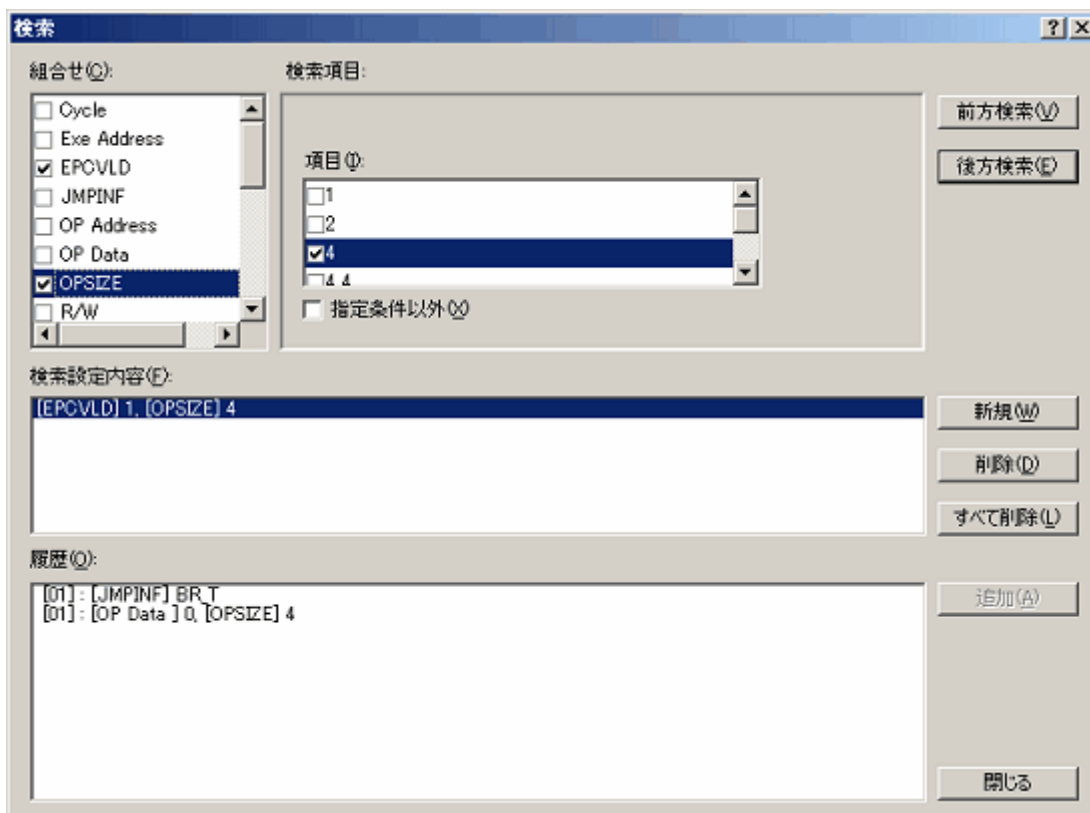 検索
組合せ(C):
検索項目:
Cycle
Exe Address
EPCVLD
JMPINF
OP Address
OP Data
OPSIZE
R/W
項目(I):
1
2
4
4 4
指定条件以外(X)
前方検索(V)
後方検索(E)
検索設定内容(F):
[EPCVLD] 1, [OPSIZE] 4
新規(W)
削除(D)
すべて削除(L)
履歴(O):
[01] : [JMPINF] BR_T
[01] : [OP Data ] 0, [OPSIZE] 4
追加(A)
閉じる